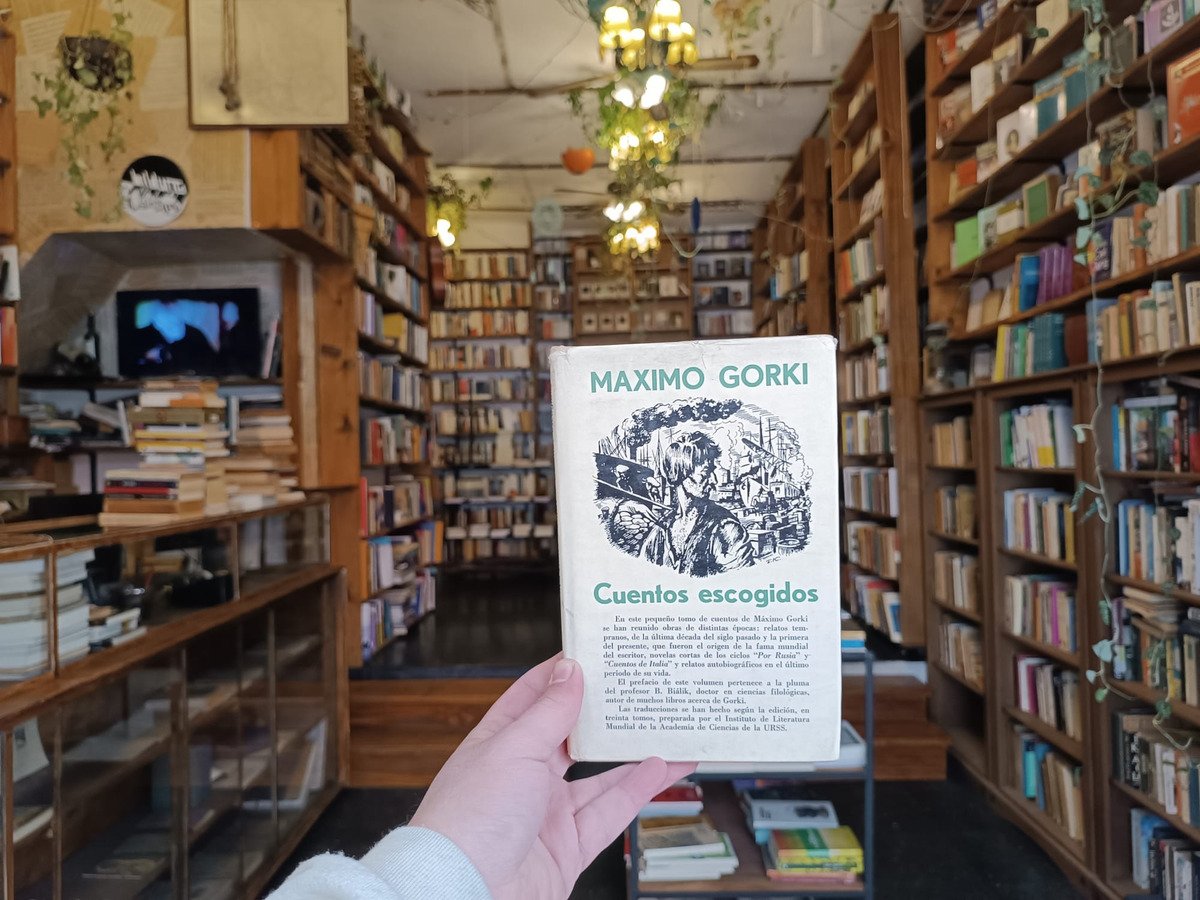 MAXIMO GORKI
Cuentos escogidos
En este pequeño tomo de cuentos de Máximo Gorki
se han reunido obras de distintas épocas: relatos tem-
pranos, de la última década del siglo pasado y la primera
del presente, que fueron el origen de la fama mundial
del escritor, novelas cortas de los ciclos "Por Rusia" y
"Cuentos de Italia" y relatos autobiográficos en el último
período de su vida.
El prefacio de este volumen pertenece a la pluma
del profesor B. Biálik, doctor en ciencias filológicas,
autor de muchos libros acerca de Gorki.
Las traducciones se han hecho según la edición, en
treinta tomos, preparada por el Instituto de Literatura
Mundial de la Academia de Ciencias de la URSS.